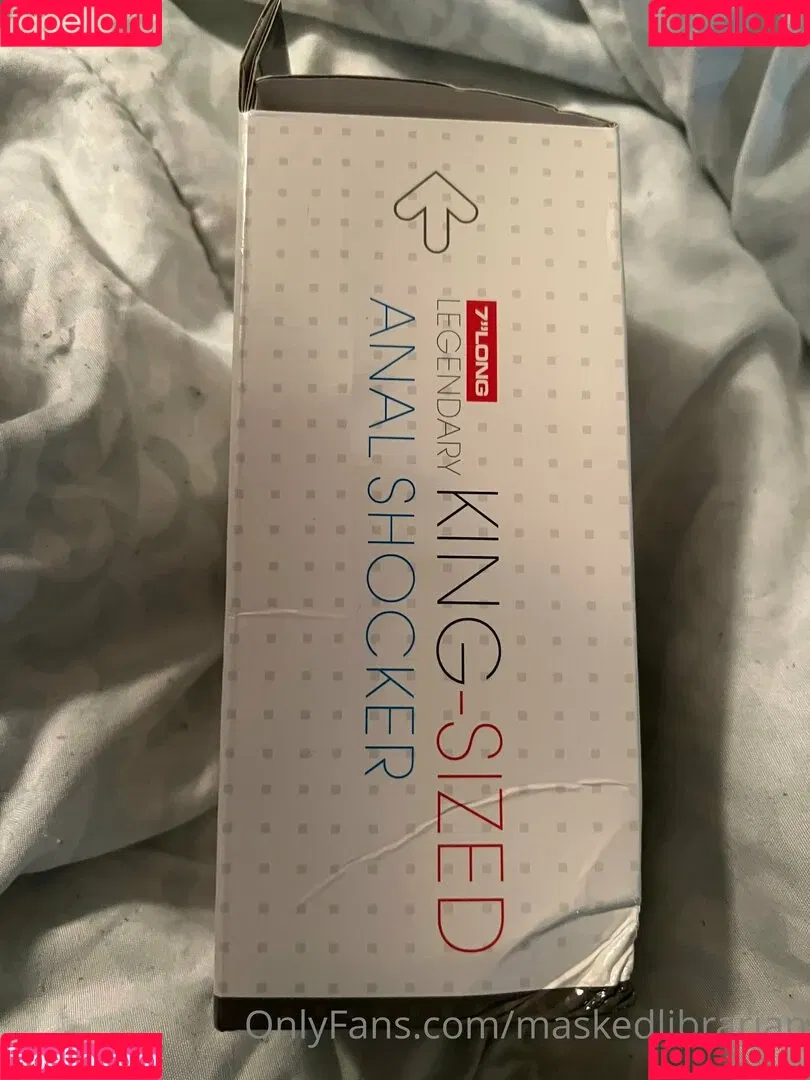 fapello.ru
fapello.ru
7"LONG
LEGENDARY KING-SIZED
ANAL SHOCKER
OnlyFans.com/maskedlibrarian
fapello.ru
fapello.ru